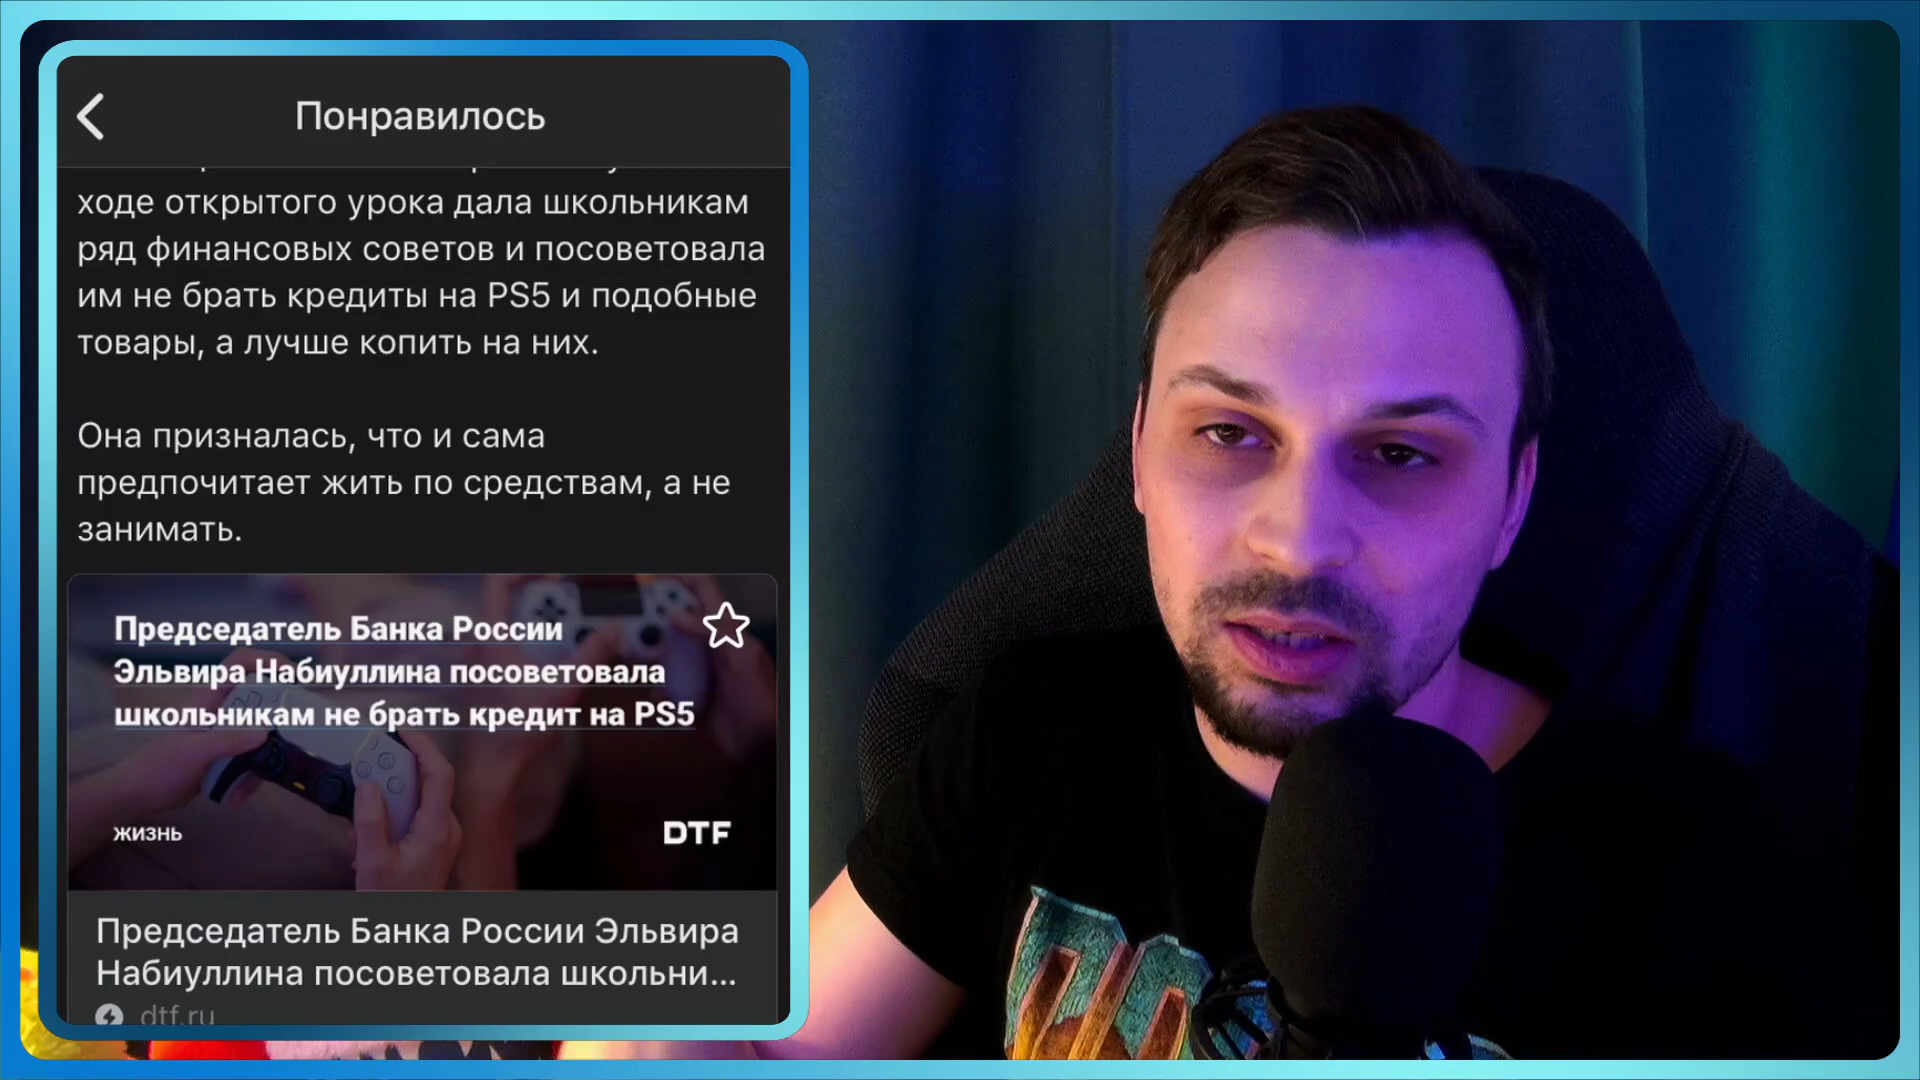 Понравилось
ходе открытого урока дала школьникам
ряд финансовых советов и посоветовала
им не брать кредиты на PS5 и подобные
товары, а лучше копить на них.
Она призналась, что и сама
предпочитает жить по средствам, а не
занимать.
Председатель Банка России
Эльвира Набиуллина посоветовала
школьникам не брать кредит на PS5
жизнь
DTF
Председатель Банка России Эльвира
Набиуллина посоветовала школьни...
dtf.ru